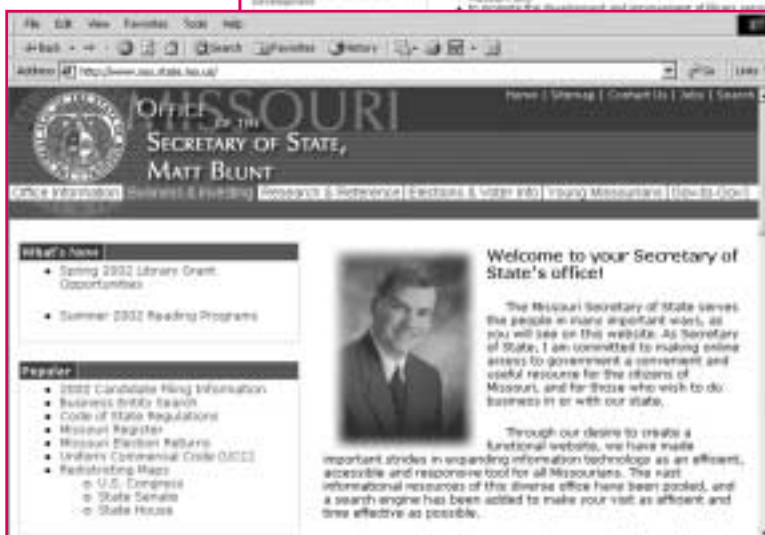 Development
to promote the development and improvement of library
File Edit View Favorites Tools Help
Back Search Favorites History
Address http://www.sos.state.mo.us/ Go Links
MISSOURI
Home | Sitemap | Contact Us | Jobs | Search
OFFICE
OF THE
SECRETARY OF STATE,
MATT BLUNT
Office Information | Business & Investing | Research & Reference | Elections & Voter Info | Young Missourians | Gov-to-Gov
What's New
Spring 2002 Library Grant
Opportunities
Summer 2002 Reading Programs
Popular
2002 Candidate Filing Information
Business Entity Search
Code of State Regulations
Missouri Register
Missouri Election Returns
Uniform Commercial Code (UCC)
Redistricting Maps
U.S. Congress
State Senate
State House
Welcome to your Secretary of
State's office!
The Missouri Secretary of State serves
the people in many important ways, as
you will see on this website. As Secretary
of State, I am committed to making online
access to government a convenient and
useful resource for the citizens of
Missouri, and for those who wish to do
business in or with our state.
Through our desire to create a
functional website, we have made
important strides in expanding information technology as an efficient,
accessible and responsive tool for all Missourians. The vast
informational resources of this diverse office have been pooled, and
a search engine has been added to make your visit as efficient and
time effective as possible.